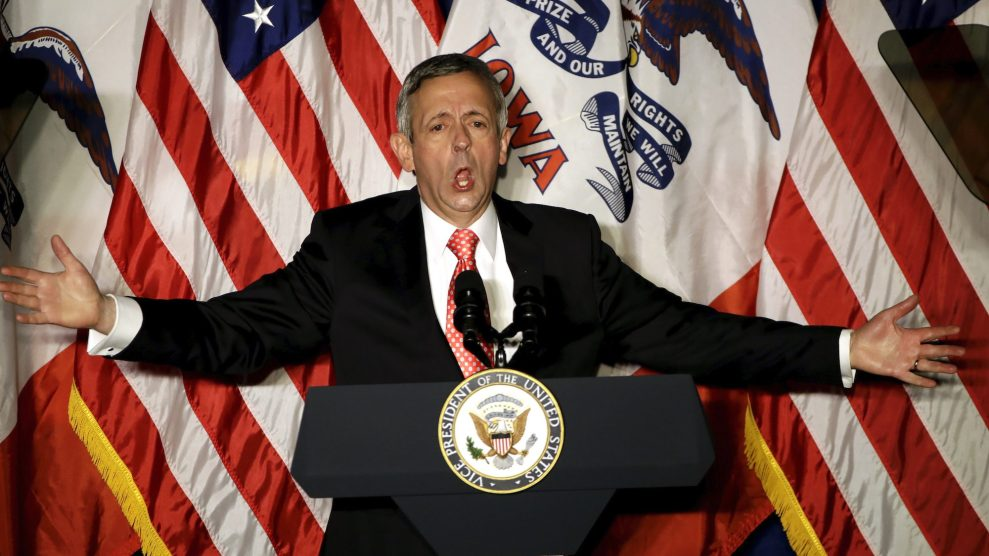 PRIZE
AND OUR
IOWA
RIGHTS
MAINTAIN
WE WILL
VICE PRESIDENT OF THE UNITED STATES